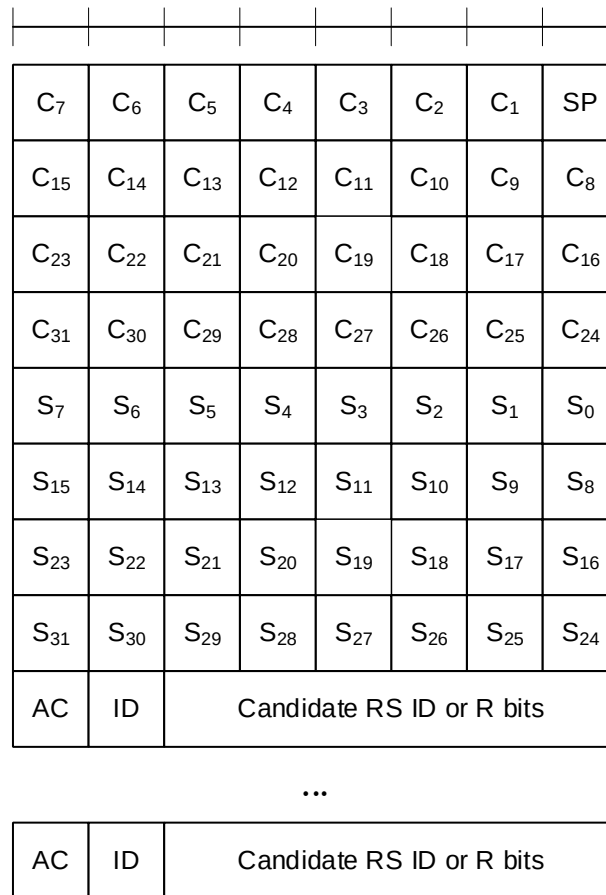 C₇ C₆ C₅ C₄ C₃ C₂ C₁ SP
C₁₅ C₁₄ C₁₃ C₁₂ C₁₁ C₁₀ C₉ C₈
C₂₃ C₂₂ C₂₁ C₂₀ C₁₉ C₁₈ C₁₇ C₁₆
C₃₁ C₃₀ C₂₉ C₂₈ C₂₇ C₂₆ C₂₅ C₂₄
S₇ S₆ S₅ S₄ S₃ S₂ S₁ S₀
S₁₅ S₁₄ S₁₃ S₁₂ S₁₁ S₁₀ S₉ S₈
S₂₃ S₂₂ S₂₁ S₂₀ S₁₉ S₁₈ S₁₇ S₁₆
S₃₁ S₃₀ S₂₉ S₂₈ S₂₇ S₂₆ S₂₅ S₂₄
AC ID Candidate RS ID or R bits
...
AC ID Candidate RS ID or R bits